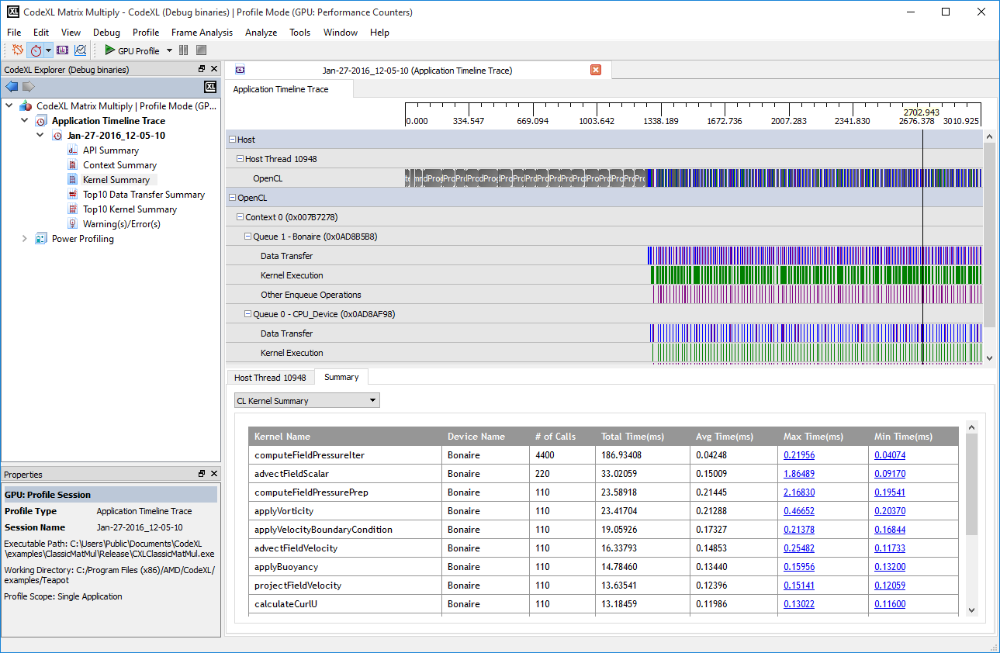 CodeXL Matrix Multiply - CodeXL (Debug binaries) | Profile Mode (GPU: Performance Counters)
File Edit View Debug Profile Frame Analysis Analyze Tools Window Help
GPU Profile
CodeXL Explorer (Debug binaries)
CodeXL Matrix Multiply | Profile Mode (GP...
Application Timeline Trace
Jan-27-2016_12-05-10
API Summary
Context Summary
Kernel Summary
Top10 Data Transfer Summary
Top10 Kernel Summary
Warning(s)/Error(s)
Power Profiling
Properties
GPU: Profile Session
Profile Type Application Timeline Trace
Session Name Jan-27-2016_12-05-10
Executable Path: C:\Users\Public\Documents\CodeXL
\examples\ClassicMatMul\Release\CXLClassicMatMul.exe
Working Directory: C:/Program Files (x86)/AMD/CodeXL/
examples/Teapot
Profile Scope: Single Application
Jan-27-2016_12-05-10 (Application Timeline Trace)
Application Timeline Trace
2702.943
0.000 334.547 669.094 1003.642 1338.189 1672.736 2007.283 2341.830 2676.378 3010.925
Host
Host Thread 10948
OpenCL
OpenCL
Context 0 (0x007B7278)
Queue 1 - Bonaire (0x0AD8B5B8)
Data Transfer
Kernel Execution
Other Enqueue Operations
Queue 0 - CPU_Device (0x0AD8AF98)
Data Transfer
Kernel Execution
Host Thread 10948 Summary
CL Kernel Summary
Kernel Name Device Name # of Calls Total Time(ms) Avg Time(ms) Max Time(ms) Min Time(ms)
computeFieldPressureIter Bonaire 4400 186.93408 0.04248 0.21956 0.04074
advectFieldScalar Bonaire 220 33.02059 0.15009 1.86489 0.09170
computeFieldPressurePrep Bonaire 110 23.58918 0.21445 2.16830 0.19541
applyVorticity Bonaire 110 23.41704 0.21288 0.46652 0.20370
applyVelocityBoundaryCondition Bonaire 110 19.05926 0.17327 0.21378 0.16844
advectFieldVelocity Bonaire 110 16.33793 0.14853 0.25482 0.11733
applyBuoyancy Bonaire 110 14.78460 0.13440 0.15956 0.13200
projectFieldVelocity Bonaire 110 13.63541 0.12396 0.15141 0.12059
calculateCurlU Bonaire 110 13.18459 0.11986 0.13022 0.11600